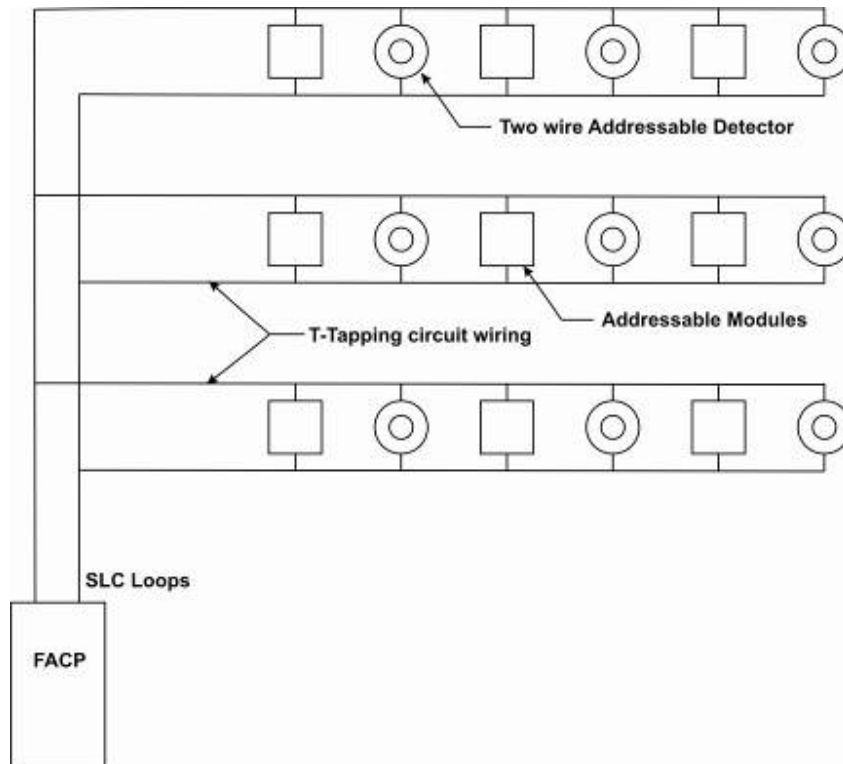 Two wire Addressable Detector
Addressable Modules
T-Tapping circuit wiring
SLC Loops
FACP